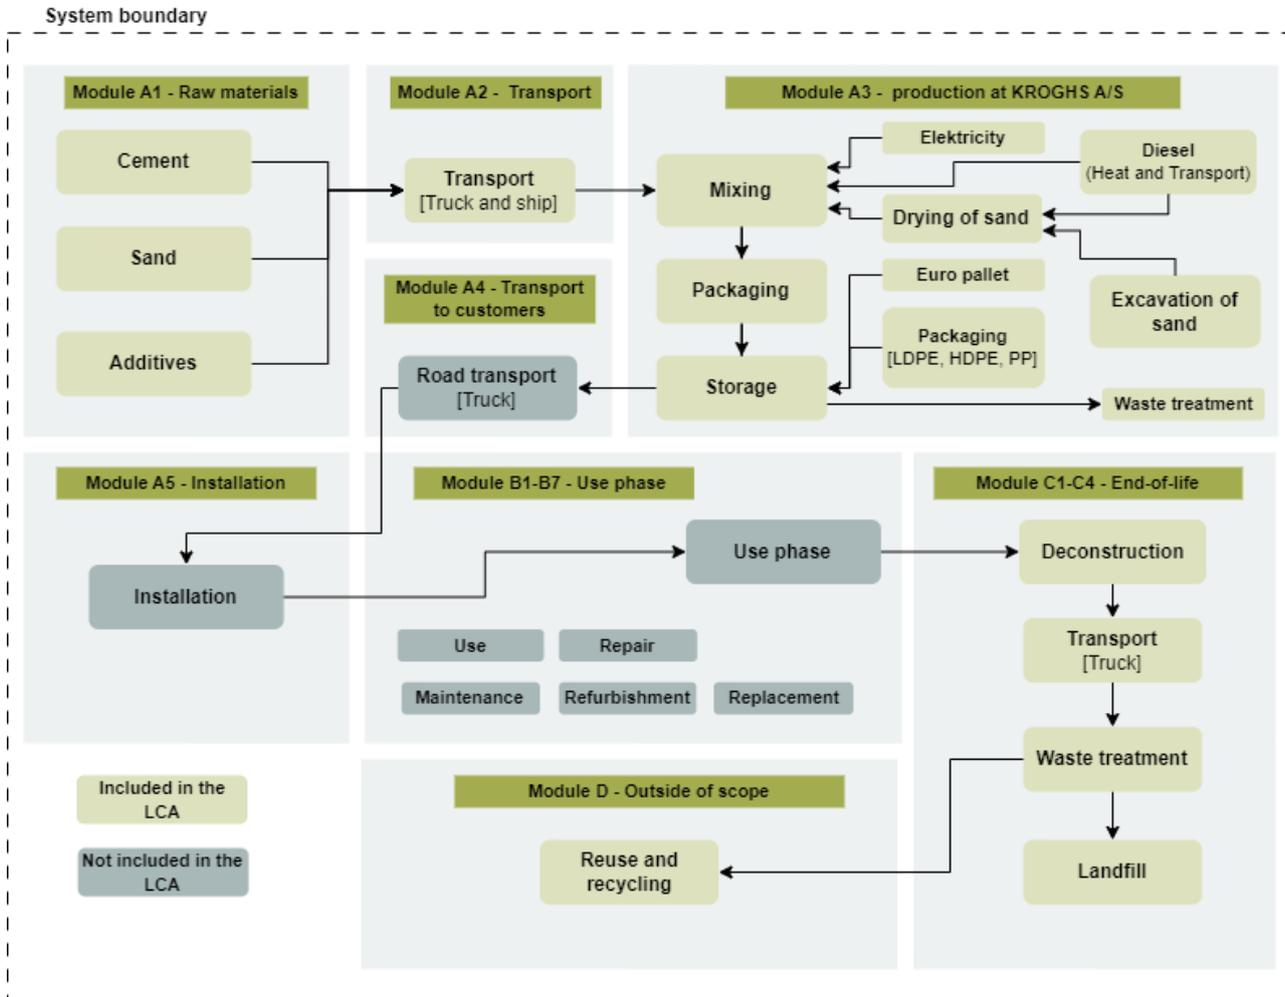 System boundary
Module A1 - Raw materials
Cement
Sand
Additives
Module A2 - Transport
Transport
[Truck and ship]
Module A3 - production at KROGHS A/S
Elektricity
Diesel
(Heat and Transport)
Mixing
Drying of sand
Packaging
Euro pallet
Excavation of
sand
Packaging
[LDPE, HDPE, PP]
Storage
Waste treatment
Module A4 - Transport
to customers
Road transport
[Truck]
Module A5 - Installation
Installation
Module B1-B7 - Use phase
Use phase
Use
Repair
Maintenance
Refurbishment
Replacement
Module C1-C4 - End-of-life
Deconstruction
Transport
[Truck]
Waste treatment
Landfill
Included in the
LCA
Not included in the
LCA
Module D - Outside of scope
Reuse and
recycling